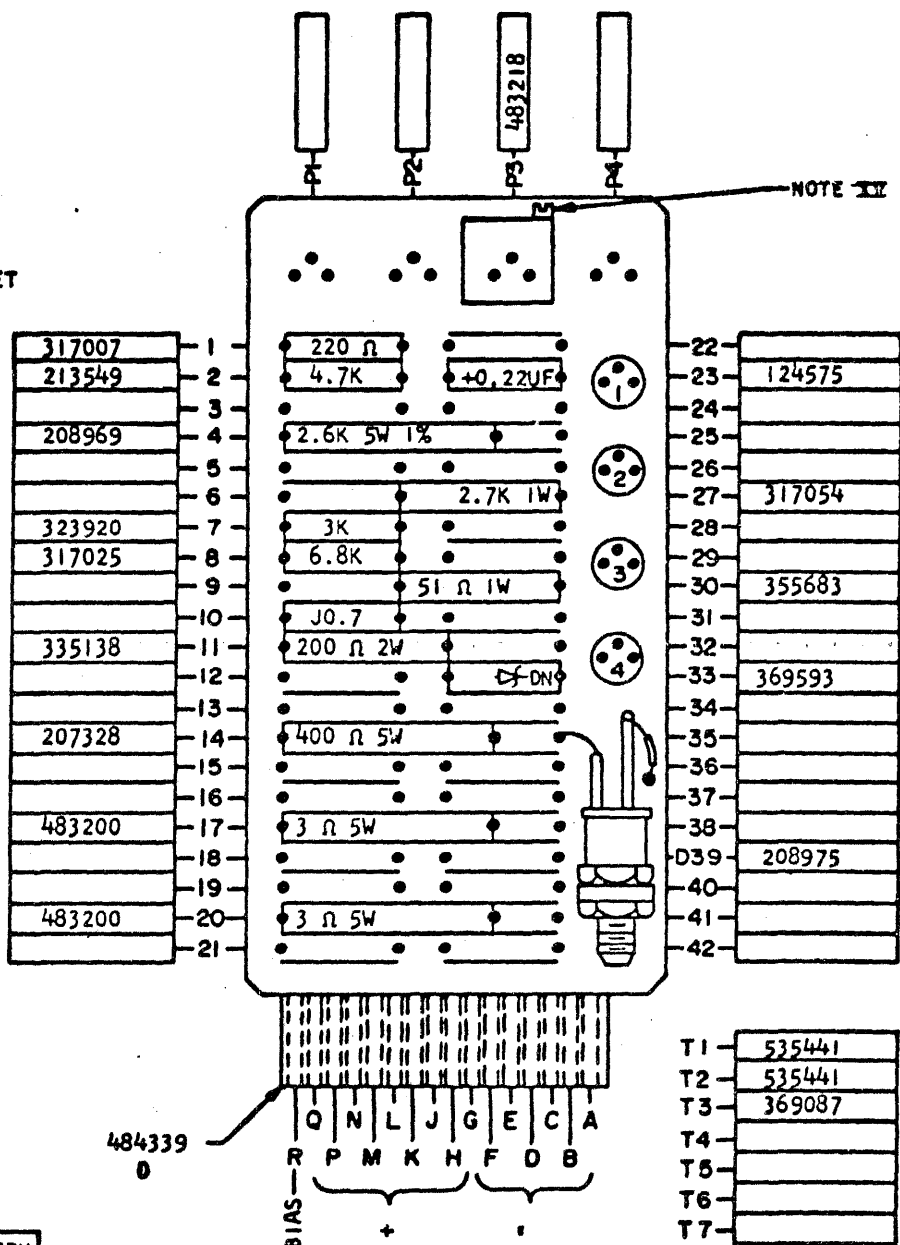 483218
P1 P2 P3 P4
NOTE XV
ET
317007 1 220 Ω 22
213549 2 4.7K +0.22UF 23 124575
3 24
208969 4 2.6K 5W 1% 25
5 26
6 2.7K 1W 27 317054
323920 7 3K 28
317025 8 6.8K 29
9 51 Ω 1W 30 355683
10 J0.7 31
335138 11 200 Ω 2W 32
12 DN 33 369593
13 34
207328 14 400 Ω 5W 35
15 36
16 37
483200 17 3 Ω 5W 38
18 D39 208975
19 40
483200 20 3 Ω 5W 41
21 42
1
2
3
4
Q N L J G E C A
R P M K H F D B
BIAS
+
484339
D
T1 535441
T2 535441
T3 369087
T4
T5
T6
T7